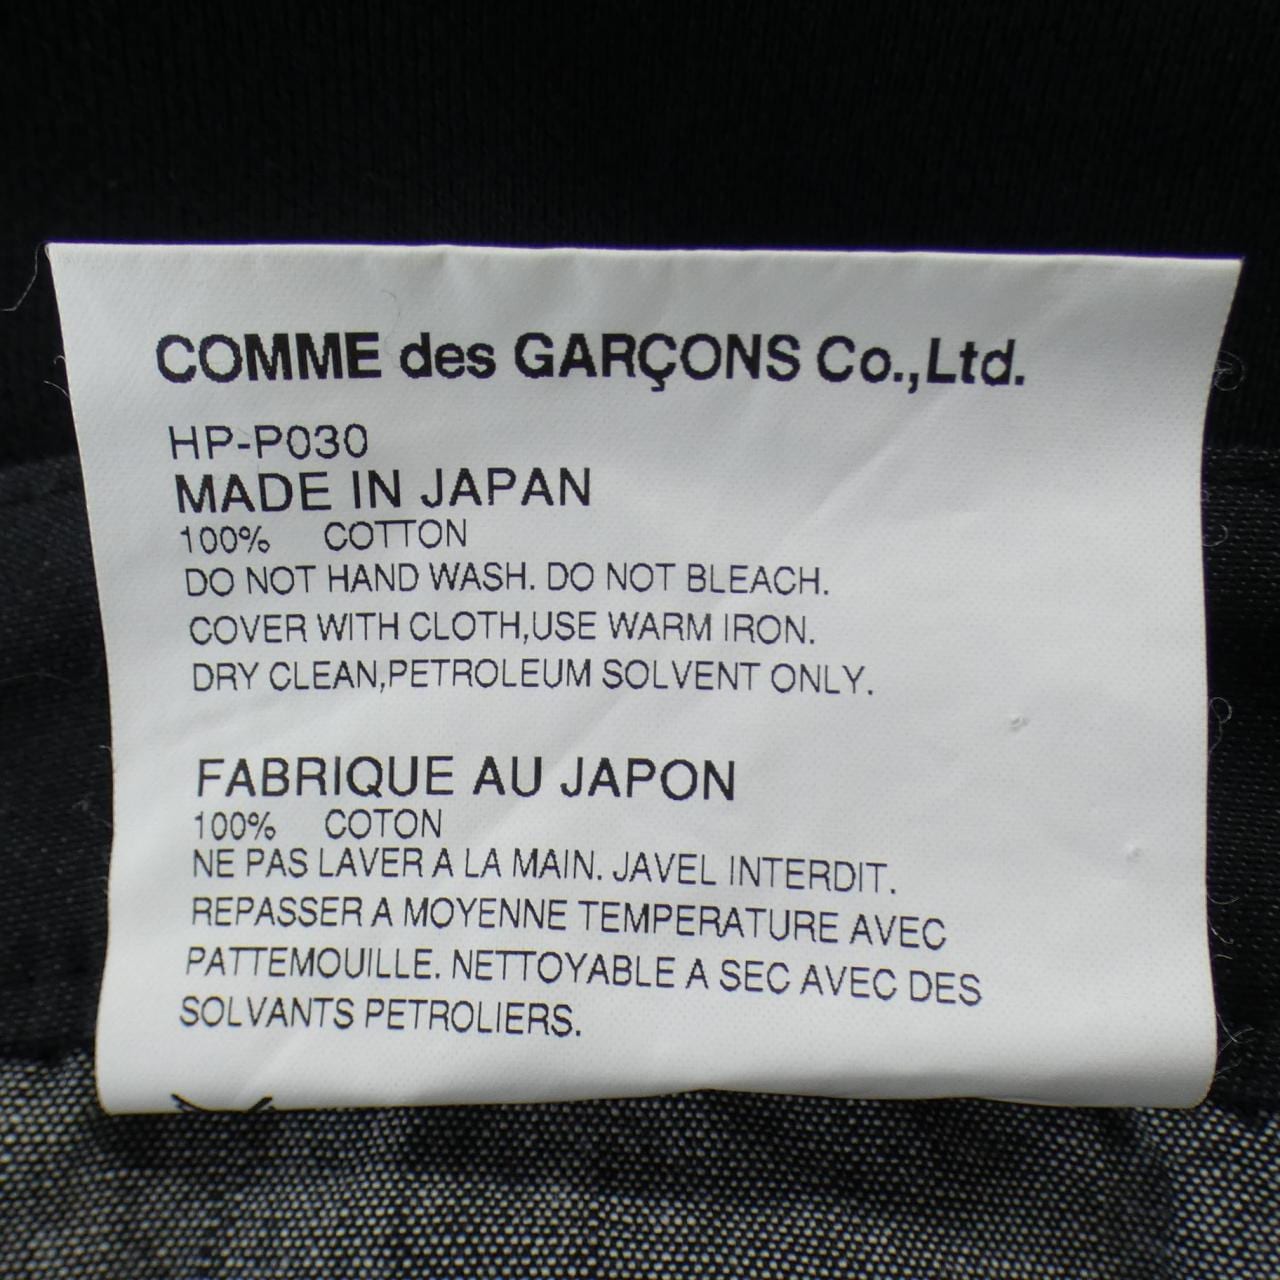 COMME des GARÇONS Co.,Ltd.
HP-P030
MADE IN JAPAN
100% COTTON
DO NOT HAND WASH. DO NOT BLEACH.
COVER WITH CLOTH,USE WARM IRON.
DRY CLEAN,PETROLEUM SOLVENT ONLY.
FABRIQUE AU JAPON
100% COTON
NE PAS LAVER A LA MAIN. JAVEL INTERDIT.
REPASSER A MOYENNE TEMPERATURE AVEC
PATTEMOUILLE. NETTOYABLE A SEC AVEC DES
SOLVANTS PETROLIERS.